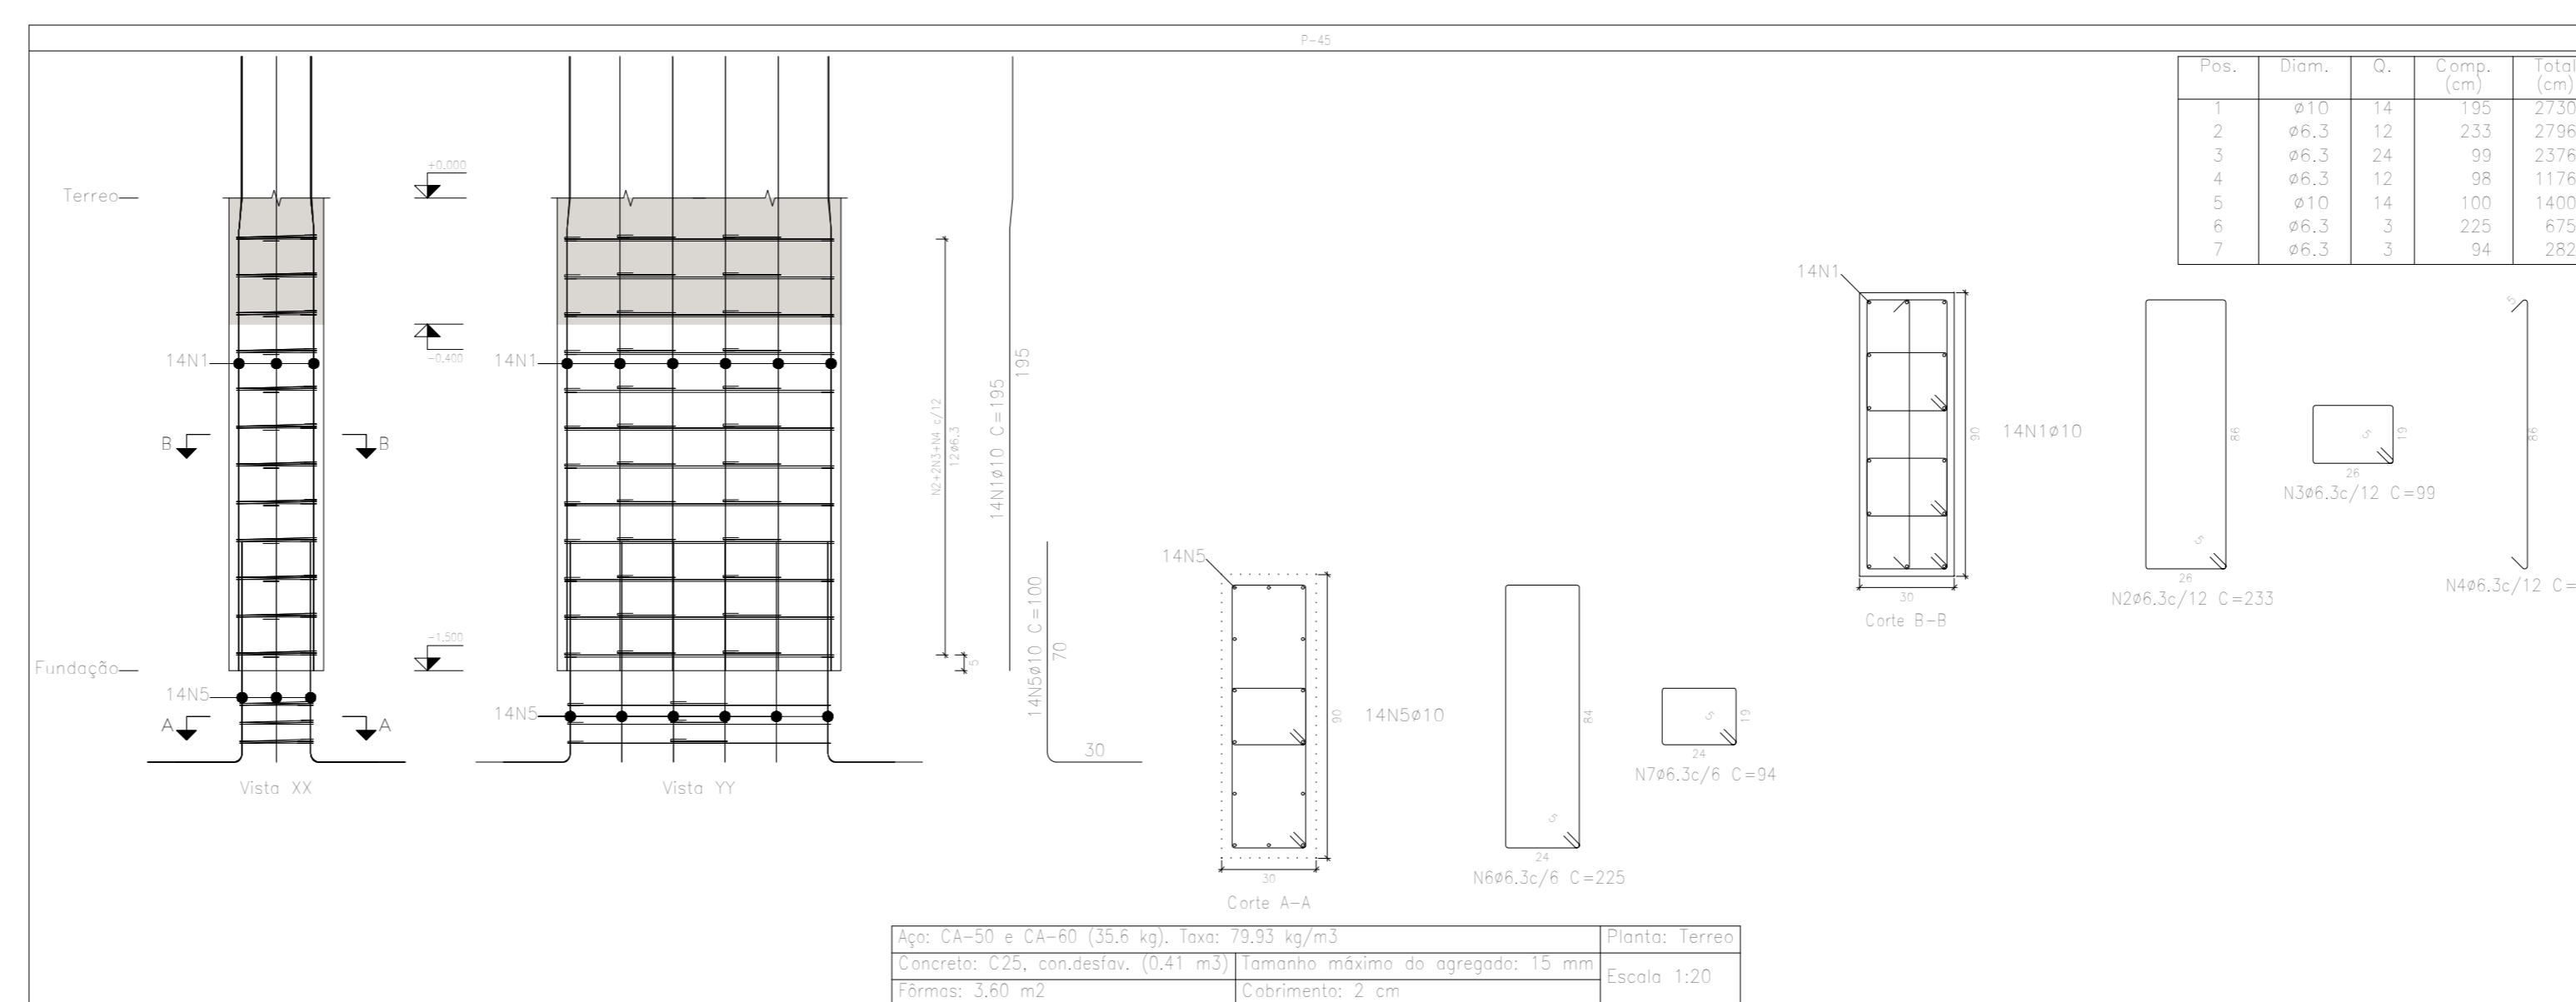 P-45
Pos. Diam. Q. Comp. (cm) Total (cm)
1 ø10 14 195 2730
2 ø6.3 12 233 2796
3 ø6.3 24 99 2376
4 ø6.3 12 98 1176
5 ø10 14 100 1400
6 ø6.3 3 225 675
7 ø6.3 3 94 282
Terreo
+0.000
14N1
-0.400
14N1
B
B
Fundação
-1.500
14N5
14N5
A
A
Vista XX
Vista YY
N2+2N3+N4 c/12
12ø6.3
5
14N1ø10 C=195
195
14N5ø10 C=100
70
30
14N5
90
30
Corte A-A
14N5ø10
84
5
24
N6ø6.3c/6 C=225
5
19
24
N7ø6.3c/6 C=94
14N1
90
30
Corte B-B
14N1ø10
86
5
26
N2ø6.3c/12 C=233
5
19
26
N3ø6.3c/12 C=99
5
86
N4ø6.3c/12 C=
Aço: CA-50 e CA-60 (35.6 kg). Taxa: 79.93 kg/m3
Planta: Terreo
Concreto: C25, con.desfav. (0.41 m3)
Tamanho máximo do agregado: 15 mm
Escala 1:20
Fôrmas: 3.60 m2
Cobrimento: 2 cm